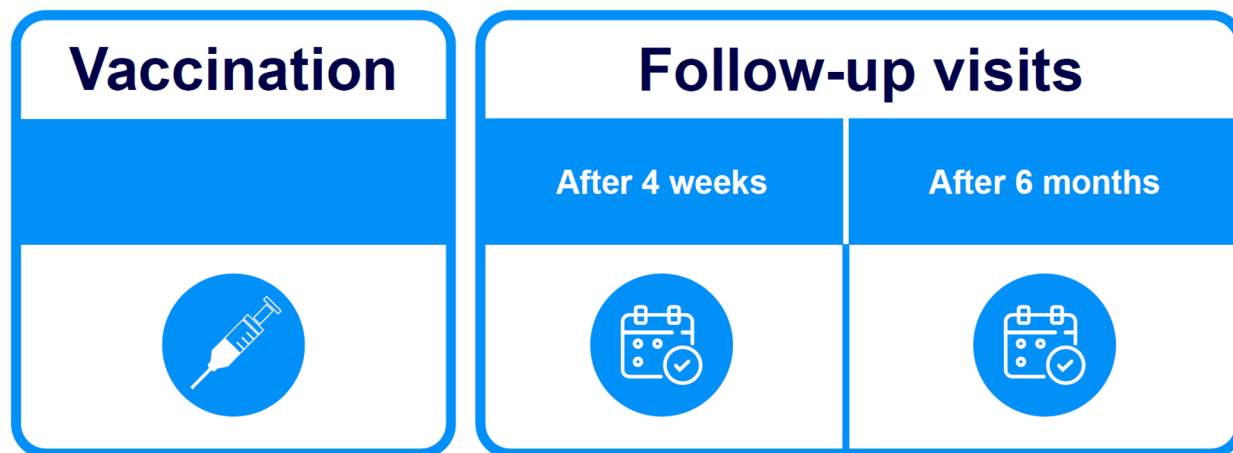 Vaccination
Follow-up visits
After 4 weeks
After 6 months